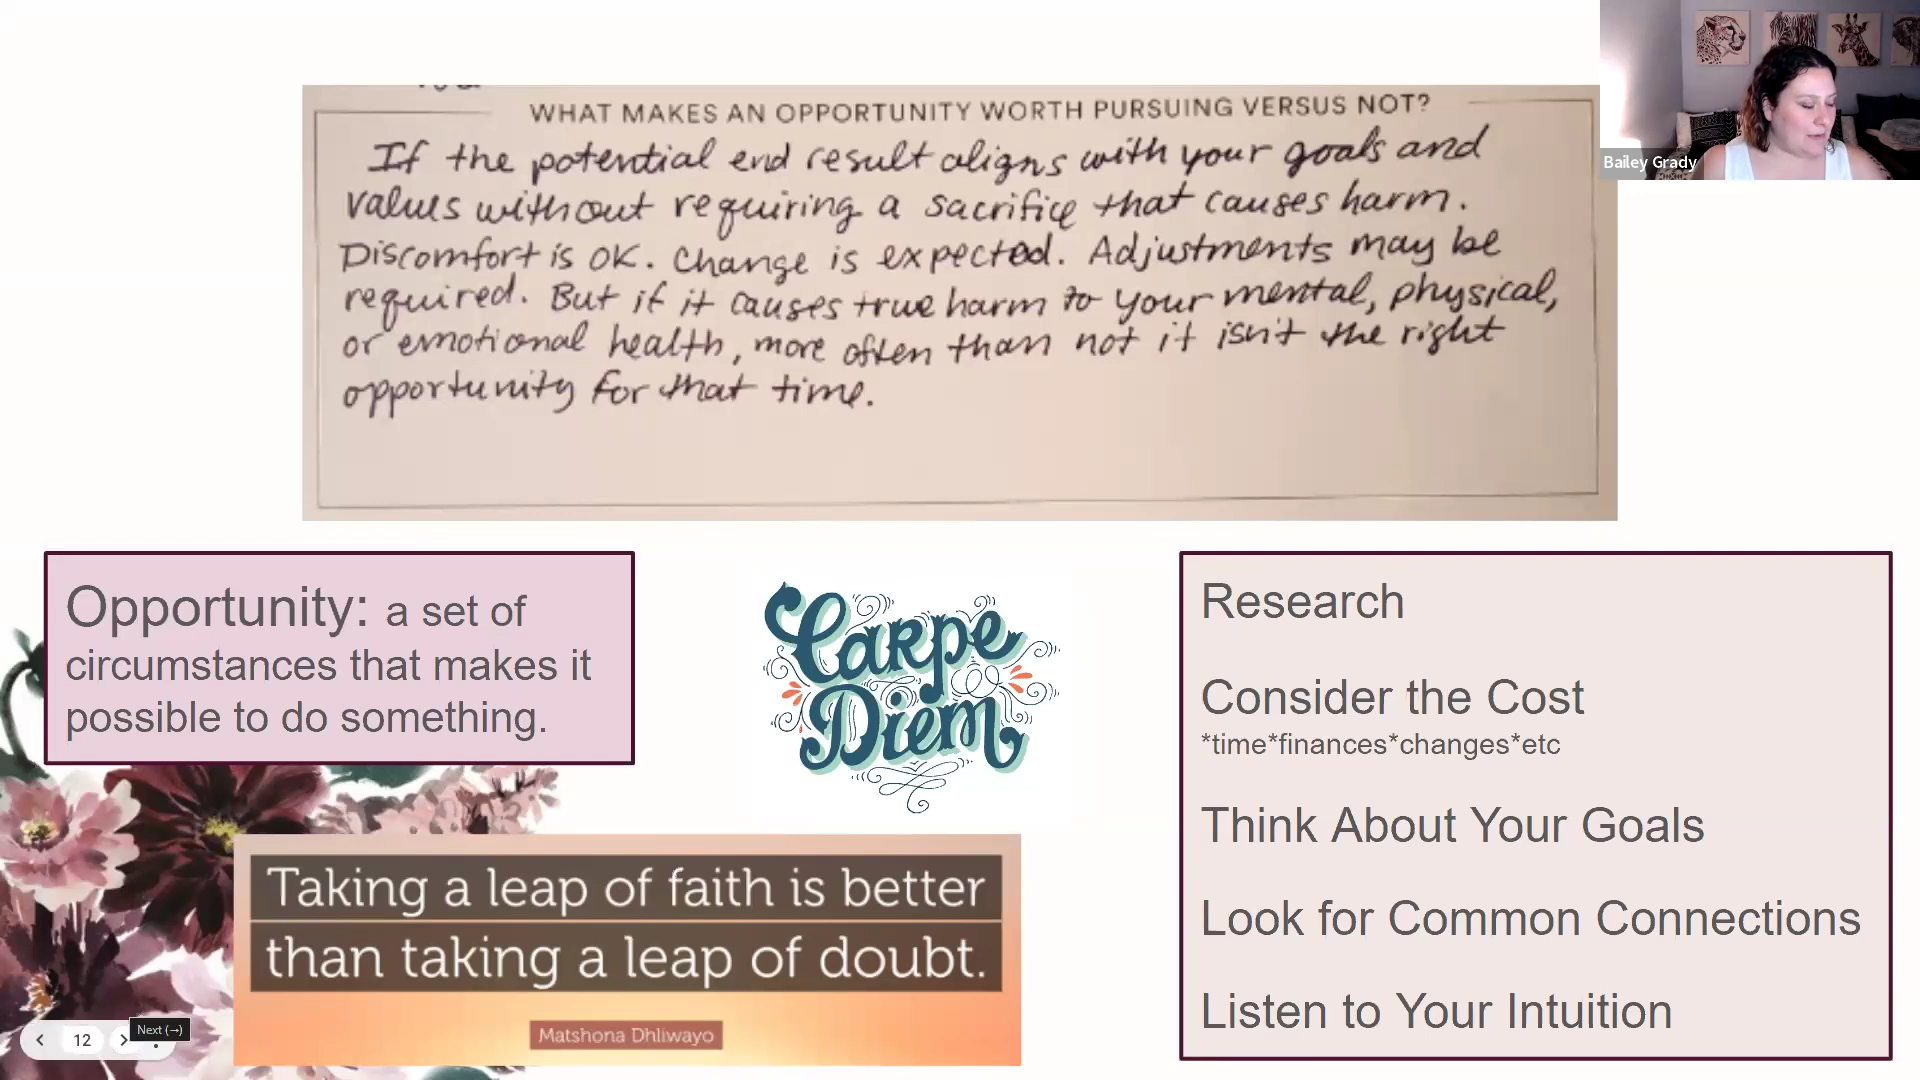 WHAT MAKES AN OPPORTUNITY WORTH PURSUING VERSUS NOT?
If the potential end result aligns with your goals and
values without requiring a sacrifice that causes harm.
Discomfort is OK. Change is expected. Adjustments may be
required. But if it causes true harm to your mental, physical,
or emotional health, more often than not it isn't the right
opportunity for that time.
Bailey Grady
Opportunity: a set of
circumstances that makes it
possible to do something.
Carpe
Diem
Research
Consider the Cost
*time*finances*changes*etc
Think About Your Goals
Look for Common Connections
Listen to Your Intuition
Taking a leap of faith is better
than taking a leap of doubt.
Matshona Dhliwayo
12
Next (→)